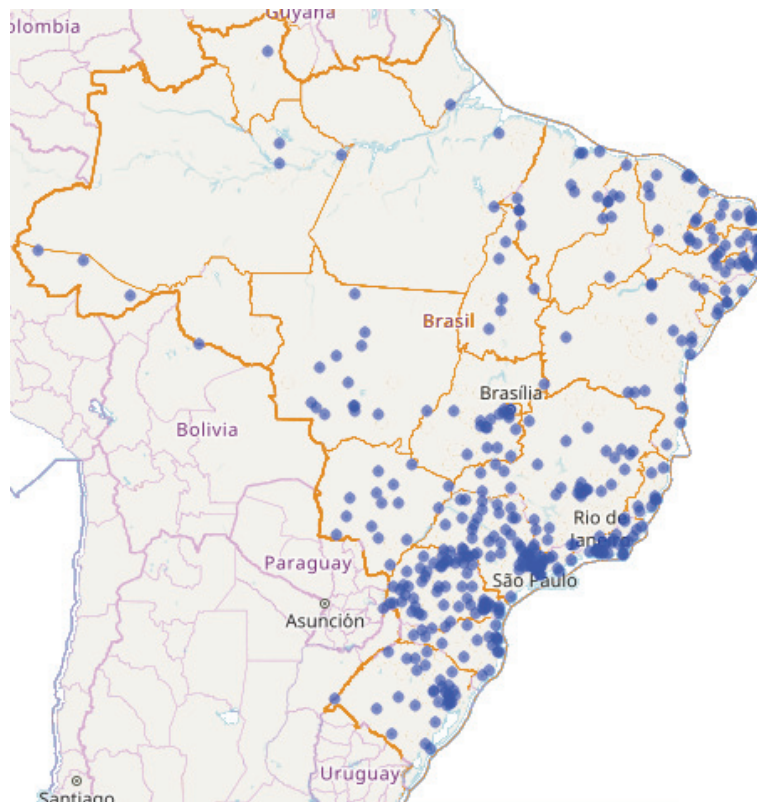 Guyana
olombia
Brasil
Brasília
Bolivia
Rio de
Janeiro
Paraguay
São Paulo
Asunción
Uruguay
Santiago